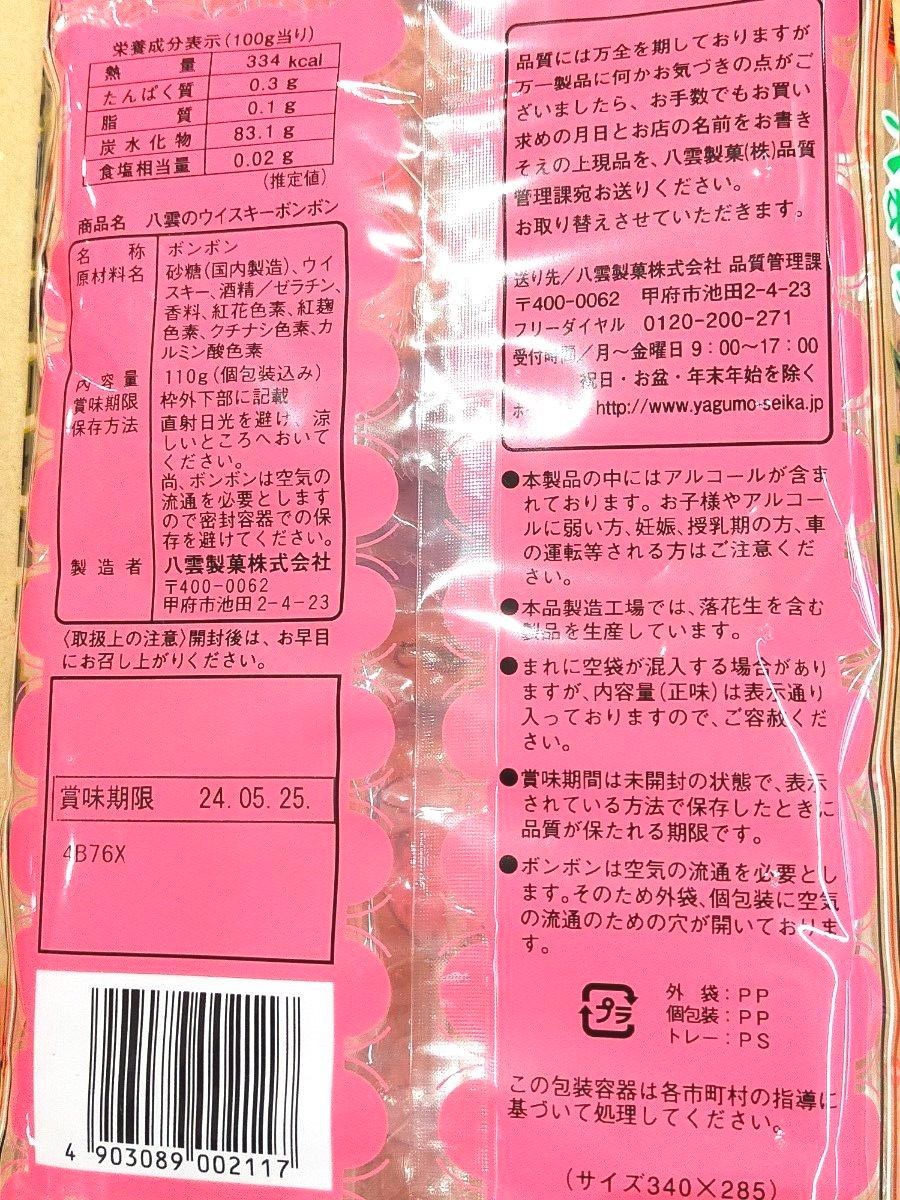 栄養成分表示(100g当り)
熱量 334 kcal
たんぱく質 0.3 g
脂質 0.1 g
炭水化物 83.1 g
食塩相当量 0.02 g
(推定値)
商品名 八雲のウイスキーボンボン
名称 ボンボン
原材料名 砂糖(国内製造)、ウイ
スキー、酒精／ゼラチン、
香料、紅花色素、紅麹
色素、クチナシ色素、カ
ルミン酸色素
内容量 110g(個包装込み)
賞味期限 枠外下部に記載
保存方法 直射日光を避け、涼
しいところへおいて
ください。
尚、ボンボンは空気の
流通を必要とします
ので密封容器での保
存を避けてください。
製造者 八雲製菓株式会社
〒400-0062
甲府市池田2-4-23
〈取扱上の注意〉開封後は、お早目
にお召し上がりください。
賞味期限 24.05.25.
4B76X
4 903089 002117
品質には万全を期しておりますが
万一製品に何かお気づきの点がご
ざいましたら、お手数でもお買い
求めの月日とお店の名前をお書き
そえの上現品を、八雲製菓(株)品質
管理課宛お送りください。
お取り替えさせていただきます。
送り先／八雲製菓株式会社 品質管理課
〒400-0062 甲府市池田2-4-23
フリーダイヤル 0120-200-271
受付時間／月〜金曜日 9：00〜17：00
祝日・お盆・年末年始を除く
http://www.yagumo-seika.jp
●本製品の中にはアルコールが含ま
れております。お子様やアルコー
ルに弱い方、妊娠、授乳期の方、車
の運転等される方はご注意くだ
さい。
●本品製造工場では、落花生を含む
製品を生産しています。
●まれに空袋が混入する場合があり
ますが、内容量(正味)は表示通り
入っておりますので、ご容赦くだ
さい。
●賞味期間は未開封の状態で、表示
されている方法で保存したときに
品質が保たれる期限です。
●ボンボンは空気の流通を必要とし
ます。そのため外袋、個包装に空気
の流通のための穴が開いておりま
す。
プラ
外袋：PP
個包装：PP
トレー：PS
この包装容器は各市町村の指導に
基づいて処理してください。
(サイズ340×285)